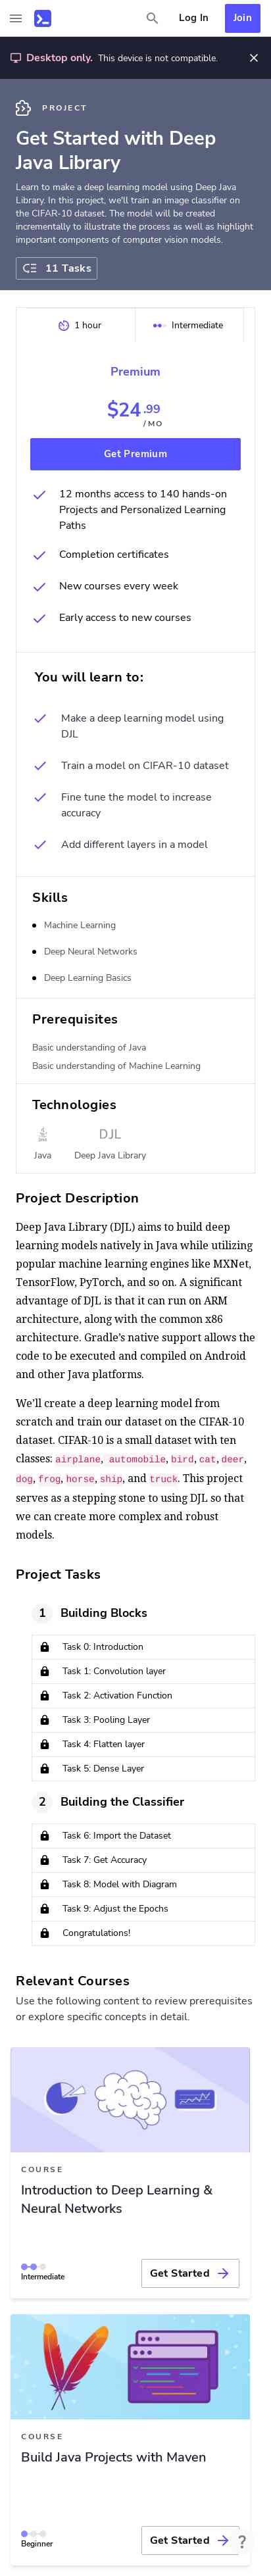 Log In
Join
Desktop only. This device is not compatible.
PROJECT
Get Started with Deep
Java Library
Learn to make a deep learning model using Deep Java
Library. In this project, we'll train an image classifier on
the CIFAR-10 dataset. The model will be created
incrementally to illustrate the process as well as highlight
important components of computer vision models.
11 Tasks
1 hour
Intermediate
Premium
$24.99
/ MO
Get Premium
12 months access to 140 hands-on
Projects and Personalized Learning
Paths
Completion certificates
New courses every week
Early access to new courses
You will learn to:
Make a deep learning model using
DJL
Train a model on CIFAR-10 dataset
Fine tune the model to increase
accuracy
Add different layers in a model
Skills
Machine Learning
Deep Neural Networks
Deep Learning Basics
Prerequisites
Basic understanding of Java
Basic understanding of Machine Learning
Technologies
DJL
Java
Deep Java Library
Project Description
Deep Java Library (DJL) aims to build deep
learning models natively in Java while utilizing
popular machine learning engines like MXNet,
TensorFlow, PyTorch, and so on. A significant
advantage of DJL is that it can run on ARM
architecture, along with the common x86
architecture. Gradle’s native support allows the
code to be executed and compiled on Android
and other Java platforms.
We’ll create a deep learning model from
scratch and train our dataset on the CIFAR-10
dataset. CIFAR-10 is a small dataset with ten
classes: airplane, automobile, bird, cat, deer,
dog, frog, horse, ship, and truck. This project
serves as a stepping stone to using DJL so that
we can create more complex and robust
models.
Project Tasks
1 Building Blocks
Task 0: Introduction
Task 1: Convolution layer
Task 2: Activation Function
Task 3: Pooling Layer
Task 4: Flatten layer
Task 5: Dense Layer
2 Building the Classifier
Task 6: Import the Dataset
Task 7: Get Accuracy
Task 8: Model with Diagram
Task 9: Adjust the Epochs
Congratulations!
Relevant Courses
Use the following content to review prerequisites
or explore specific concepts in detail.
COURSE
Introduction to Deep Learning &
Neural Networks
Intermediate
Get Started
COURSE
Build Java Projects with Maven
Beginner
Get Started
?